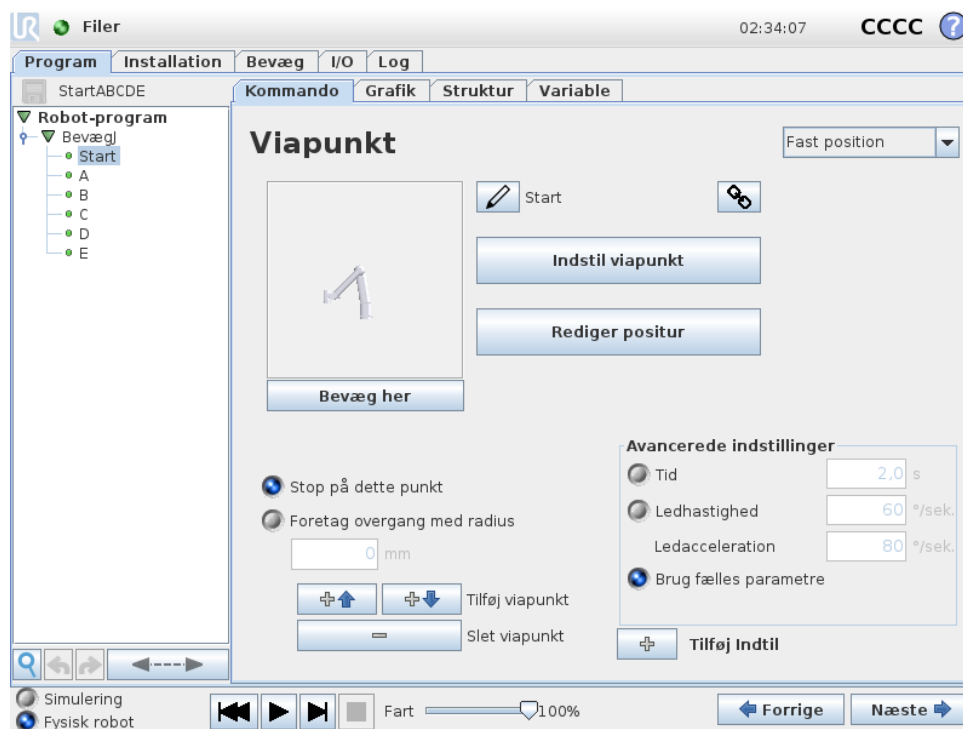 UR Filer 02:34:07 CCCC ?
Program Installation Bevæg I/O Log
StartABCDE
Kommando Grafik Struktur Variable
Robot-program
BevægJ
Start
A
B
C
D
E
Viapunkt
Fast position
Start
Indstil viapunkt
Rediger positur
Bevæg her
Stop på dette punkt
Foretag overgang med radius
0 mm
Tilføj viapunkt
Slet viapunkt
Avancerede indstillinger
Tid 2,0 s
Ledhastighed 60 °/sek.
Ledacceleration 80 °/sek.
Brug fælles parametre
Tilføj Indtil
Simulering
Fysisk robot
Fart 100%
Forrige Næste